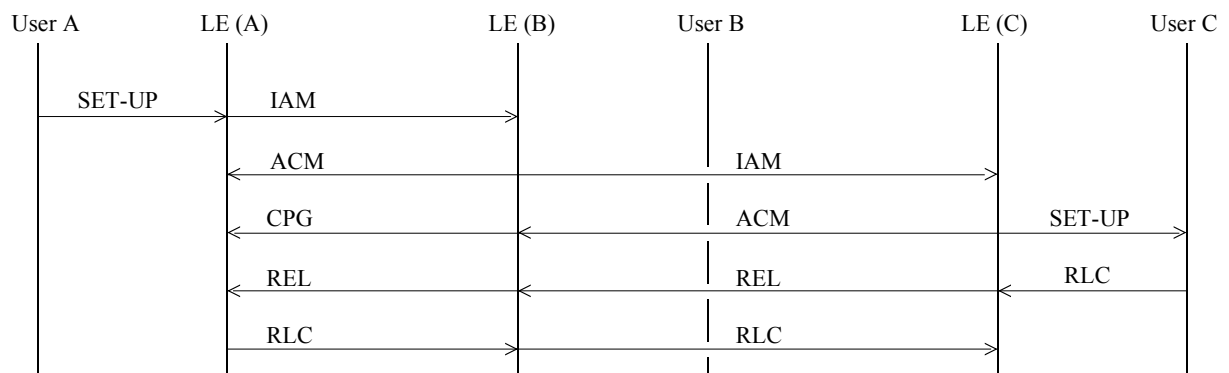 User A LE (A) LE (B) User B LE (C) User C
SET-UP IAM
ACM IAM
CPG ACM SET-UP
REL REL RLC
RLC RLC